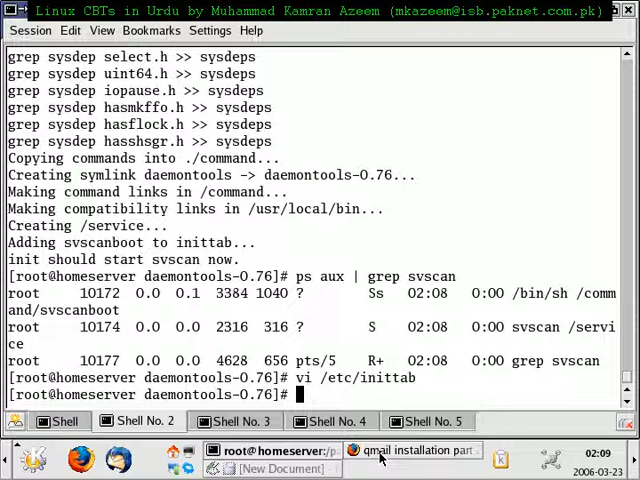 Linux CBTs in Urdu by Muhammad Kamran Azeem (mkazeem@isb.paknet.com.pk)
Session Edit View Bookmarks Settings Help
grep sysdep select.h >> sysdeps
grep sysdep uint64.h >> sysdeps
grep sysdep iopause.h >> sysdeps
grep sysdep hasmkffo.h >> sysdeps
grep sysdep hasflock.h >> sysdeps
grep sysdep hasshsgr.h >> sysdeps
Copying commands into ./command...
Creating symlink daemontools -> daemontools-0.76...
Making command links in /command...
Making compatibility links in /usr/local/bin...
Creating /service...
Adding svscanboot to inittab...
init should start svscan now.
[root@homeserver daemontools-0.76]# ps aux | grep svscan
root 10172 0.0 0.1 3384 1040 ? Ss 02:08 0:00 /bin/sh /comm
and/svscanboot
root 10174 0.0 0.0 2316 316 ? S 02:08 0:00 svscan /servi
ce
root 10177 0.0 0.0 4628 656 pts/5 R+ 02:08 0:00 grep svscan
[root@homeserver daemontools-0.76]# vi /etc/inittab
[root@homeserver daemontools-0.76]#
Shell Shell No. 2 Shell No. 3 Shell No. 4 Shell No. 5
root@homeserver:/pa qmail installation part 2
[New Document]
02:09
2006-03-23